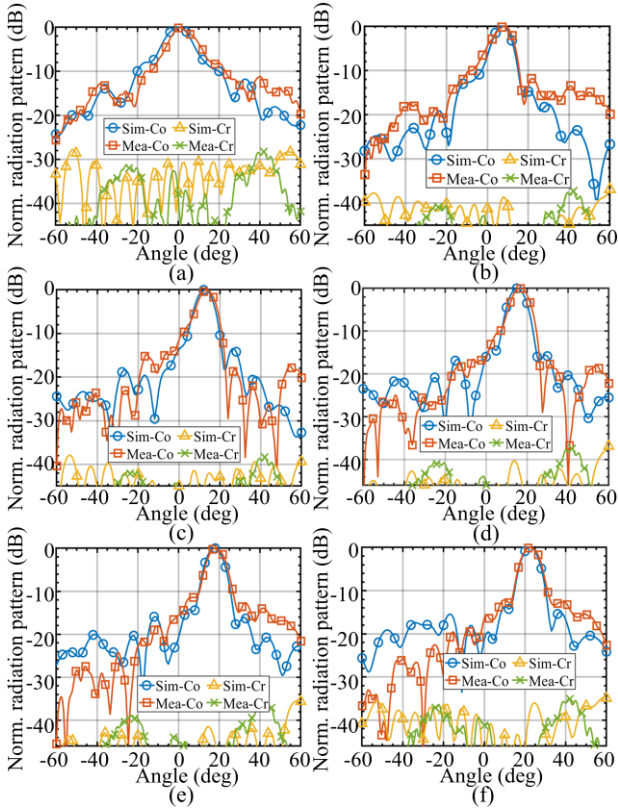 Norm. radiation pattern (dB)
0
-10
-20
-30
-40
Sim-Co Sim-Cr
Mea-Co Mea-Cr
-60 -40 -20 0 20 40 60
Angle (deg)
(a)
Norm. radiation pattern (dB)
0
-10
-20
-30
-40
Sim-Co Sim-Cr
Mea-Co Mea-Cr
-60 -40 -20 0 20 40 60
Angle (deg)
(b)
Norm. radiation pattern (dB)
0
-10
-20
-30
-40
Sim-Co Sim-Cr
Mea-Co Mea-Cr
-60 -40 -20 0 20 40 60
Angle (deg)
(c)
Norm. radiation pattern (dB)
0
-10
-20
-30
-40
Sim-Co Sim-Cr
Mea-Co Mea-Cr
-60 -40 -20 0 20 40 60
Angle (deg)
(d)
Norm. radiation pattern (dB)
0
-10
-20
-30
-40
Sim-Co Sim-Cr
Mea-Co Mea-Cr
-60 -40 -20 0 20 40 60
Angle (deg)
(e)
Norm. radiation pattern (dB)
0
-10
-20
-30
-40
Sim-Co Sim-Cr
Mea-Co Mea-Cr
-60 -40 -20 0 20 40 60
Angle (deg)
(f)